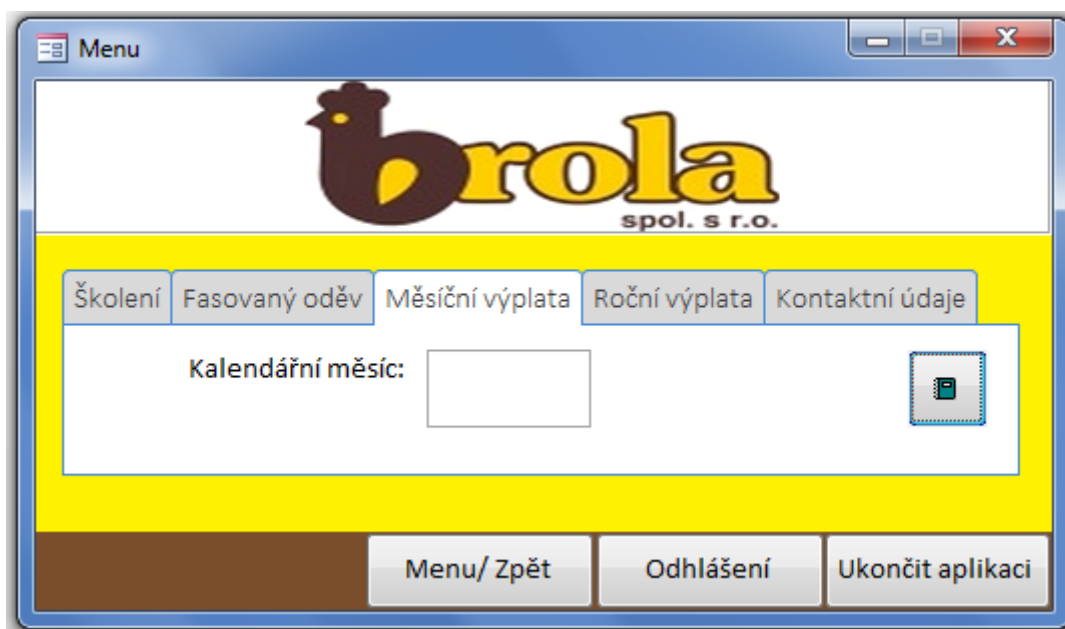 Menu
brola
spol. s r.o.
Školení Fasovaný oděv Měsíční výplata Roční výplata Kontaktní údaje
Kalendářní měsíc:
Menu/ Zpět Odhlášení Ukončit aplikaci